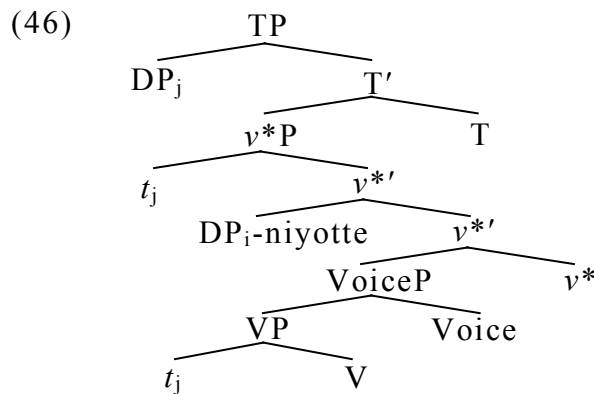 (46) TP
DPⱼ T′
v*P T
tⱼ v*′
DPᵢ-niyotte v*′
VoiceP v*
VP Voice
tⱼ V